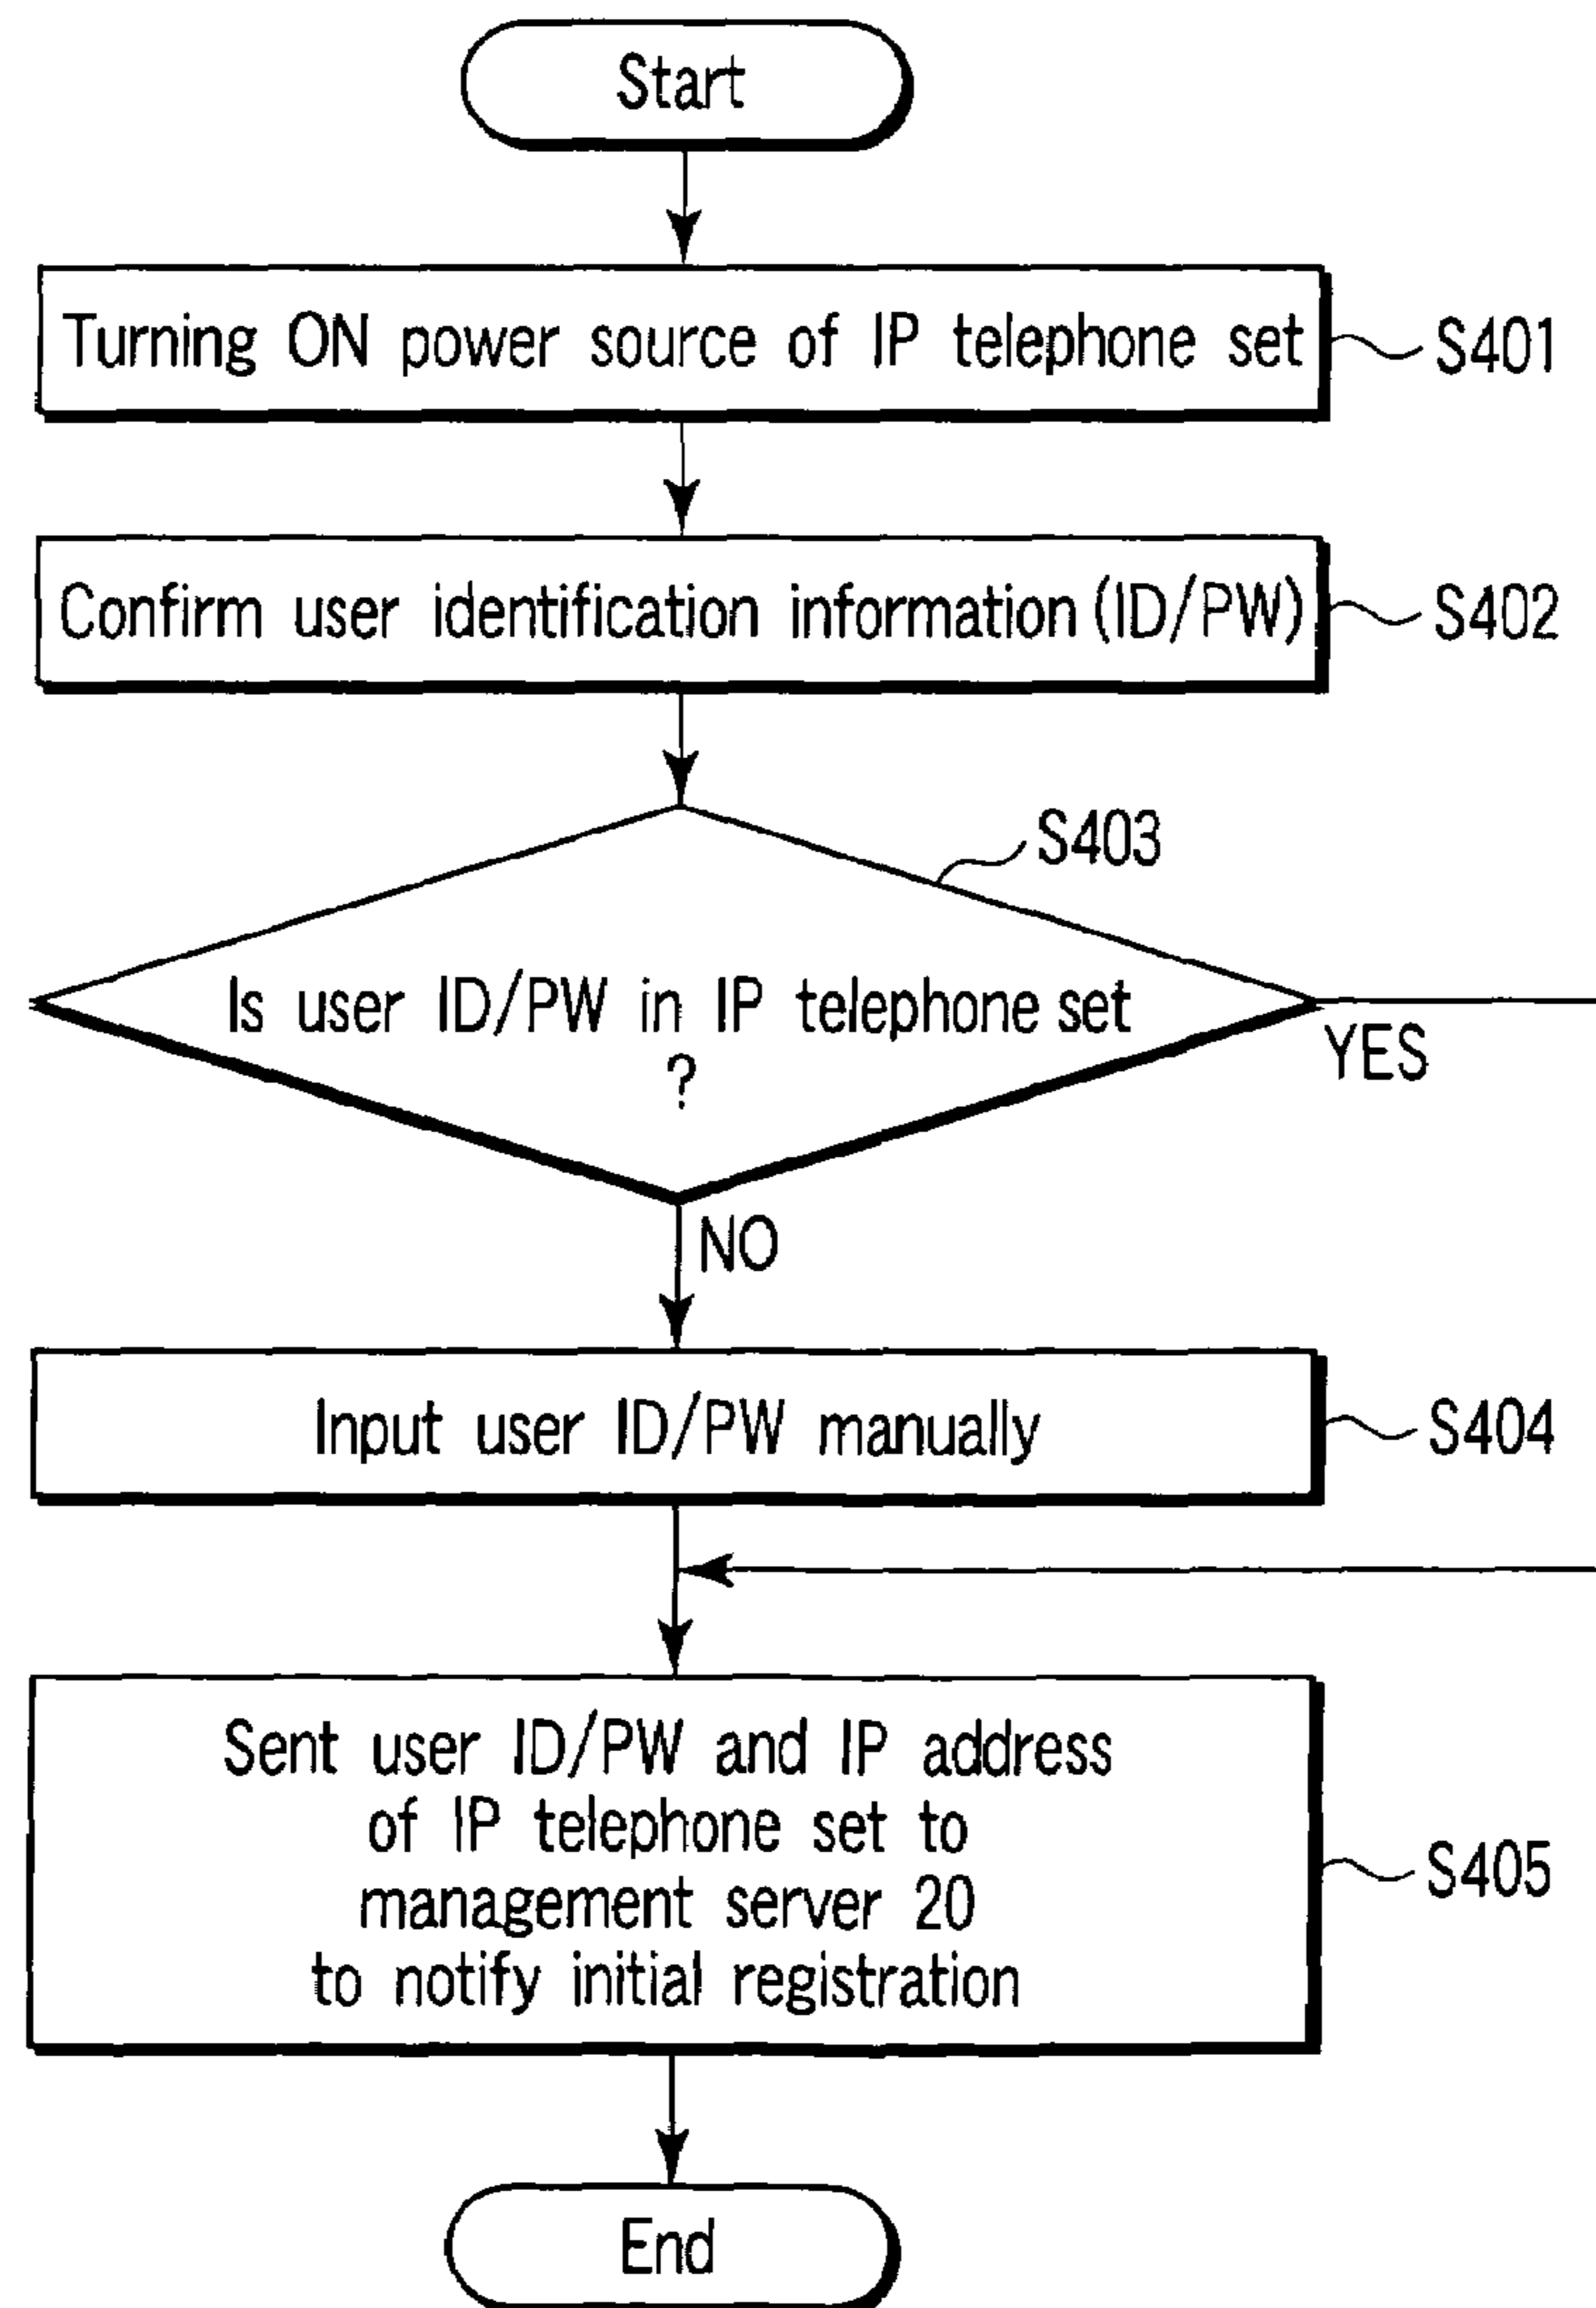 Start
Turning ON power source of IP telephone set
S401
Confirm user identification information (ID/PW)
S402
S403
Is user ID/PW in IP telephone set
?
YES
NO
Input user ID/PW manually
S404
Sent user ID/PW and IP address
of IP telephone set to
management server 20
to notify initial registration
S405
End